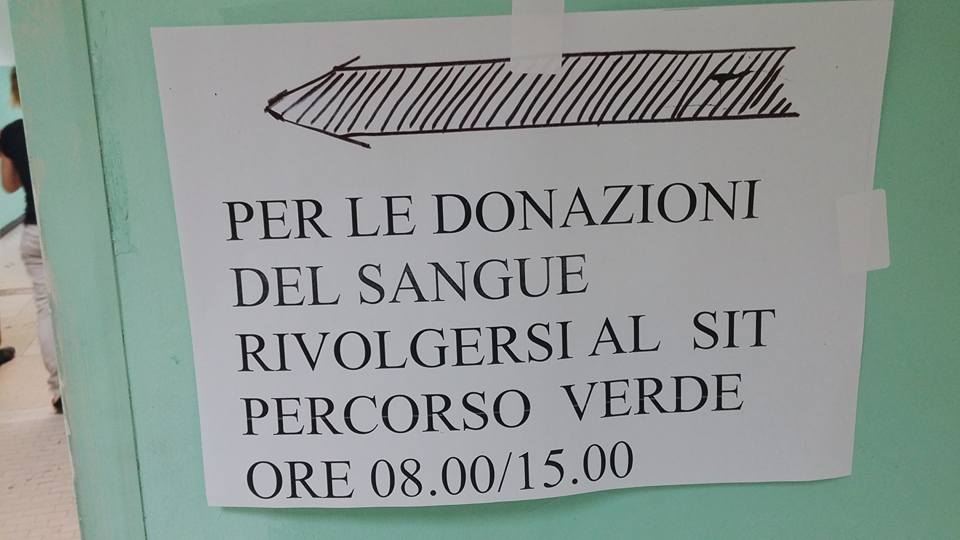 PER LE DONAZIONI
DEL SANGUE
RIVOLGERSI AL SIT
PERCORSO VERDE
ORE 08.00/15.00